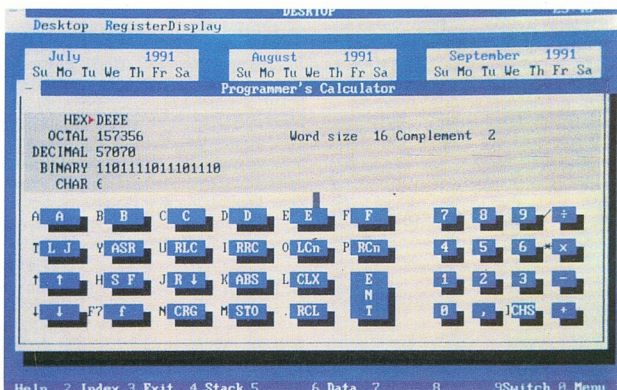 DESKTOP
Desktop RegisterDisplay
July 1991 August 1991 September 1991
Su Mo Tu We Th Fr Sa Su Mo Tu We Th Fr Sa Su Mo Tu We Th Fr Sa
Programmer's Calculator
HEX▸DEEE
OCTAL 157356 Word size 16 Complement 2
DECIMAL 57070
BINARY 1101111011101110
CHAR €
A A B B C C D D E E F F 7 8 9 / ÷
T L J Y ASR U RLC I RRC O LCn P RCn 4 5 6 * x
↑ ↑ H S F J R ↓ K ABS L CLX ENT 1 2 3 -
↓ ↓ F7 f N CRG M STO . RCL 0 , ] CHS +
Help 2 Index 3 Exit 4 Stack 5 6 Data 7 8 9Switch 0 Menu